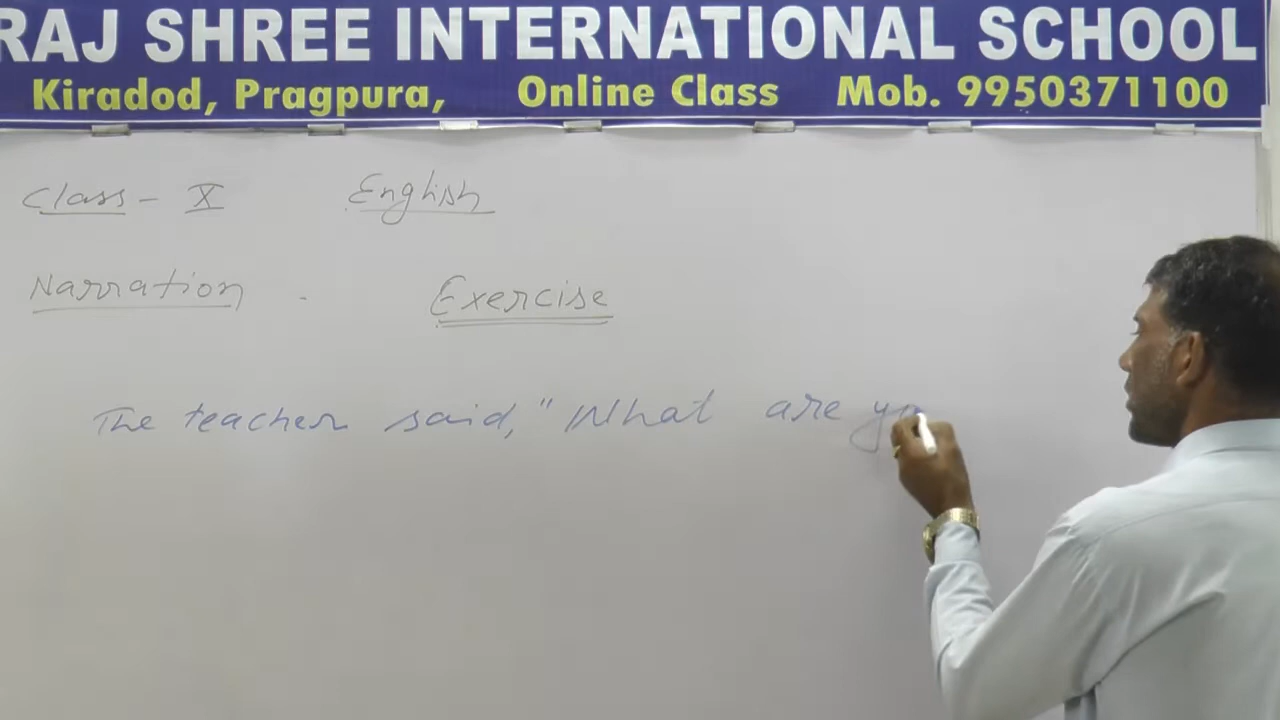 RAJ SHREE INTERNATIONAL SCHOOL
Kiradod, Pragpura, Online Class Mob. 9950371100
Class - X English
Narration . Exercise
The teacher said, " What are yo